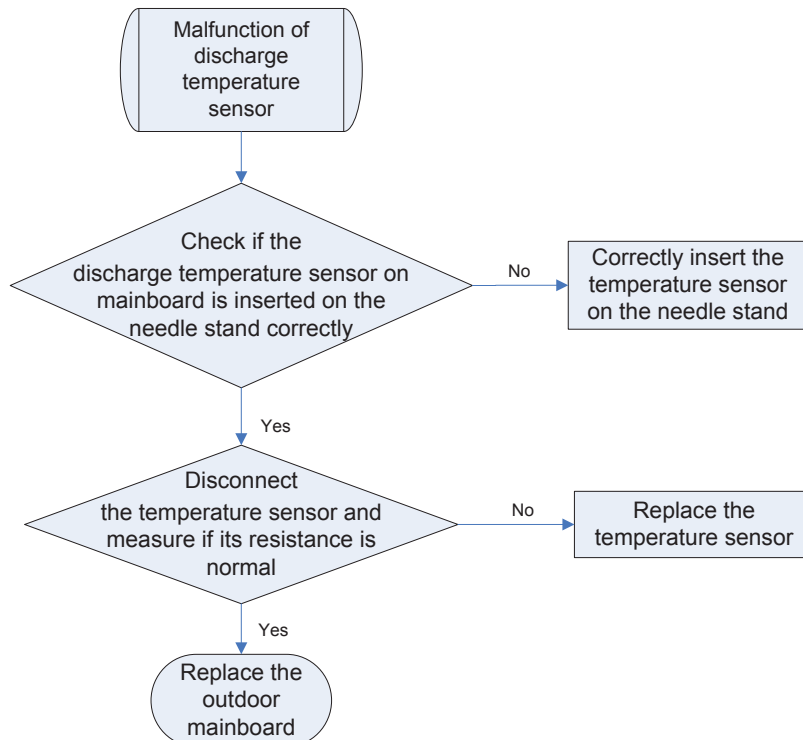 Malfunction of
discharge
temperature
sensor
Check if the
discharge temperature sensor on
mainboard is inserted on the
needle stand correctly
No
Correctly insert the
temperature sensor
on the needle stand
Yes
Disconnect
the temperature sensor and
measure if its resistance is
normal
No
Replace the
temperature sensor
Yes
Replace the
outdoor
mainboard